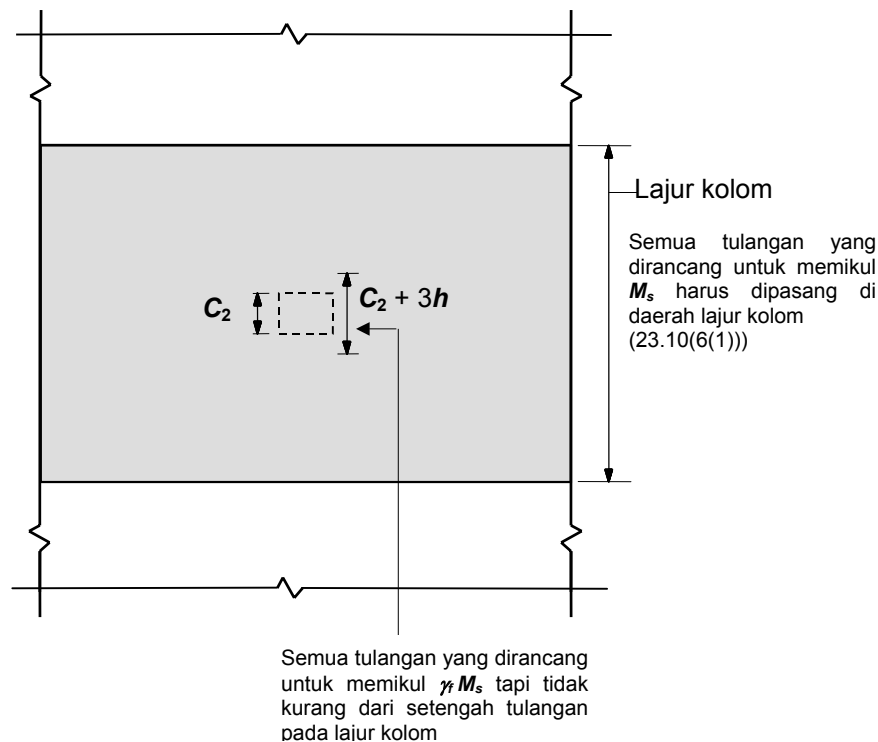 Lajur kolom
Semua tulangan yang
dirancang untuk memikul
Ms harus dipasang di
daerah lajur kolom
(23.10(6(1)))
C2
C2 + 3h
Semua tulangan yang dirancang
untuk memikul γf Ms tapi tidak
kurang dari setengah tulangan
pada lajur kolom